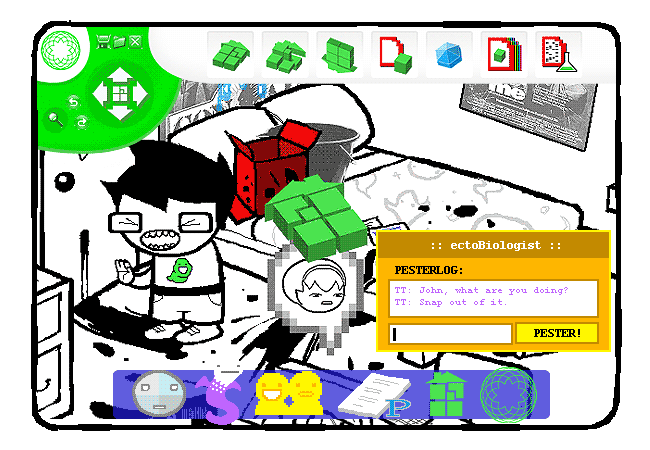 :: ectoBiologist ::
PESTERLOG:
TT: John, what are you doing?
TT: Snap out of it.
PESTER!
P